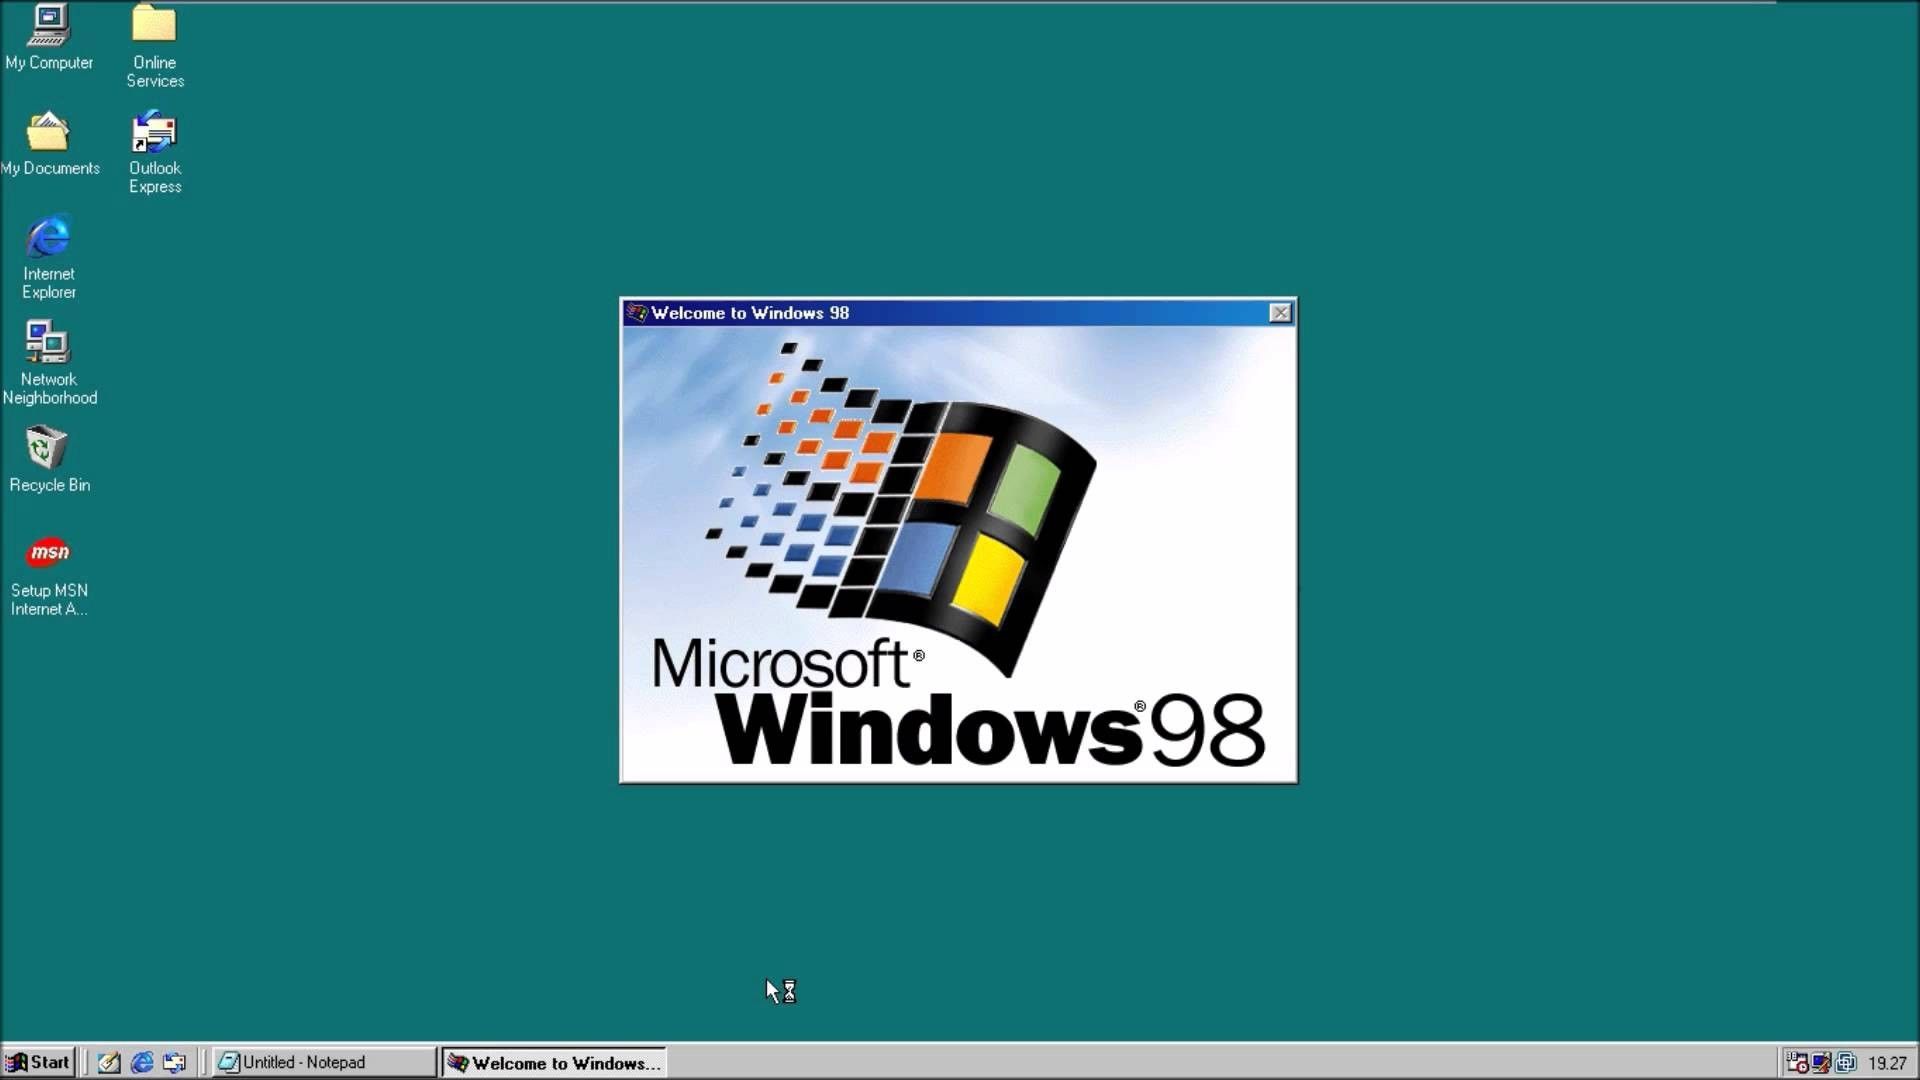 My Computer
Online
Services
My Documents
Outlook
Express
Internet
Explorer
Network
Neighborhood
Recycle Bin
msn
Setup MSN
Internet A...
Welcome to Windows 98
Microsoft®
Windows®98
Start
Untitled - Notepad
Welcome to Windows...
19.27